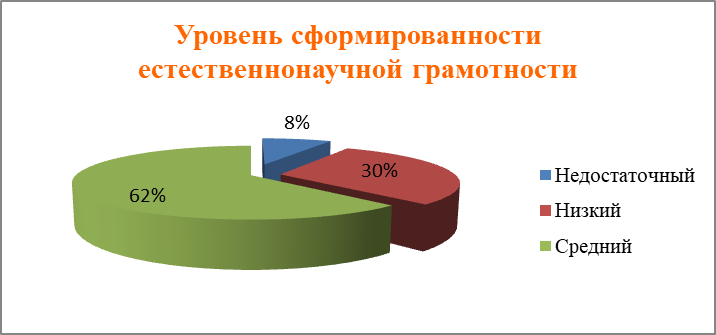 Уровень сформированности
естественнонаучной грамотности
8%
30%
62%
Недостаточный
Низкий
Средний